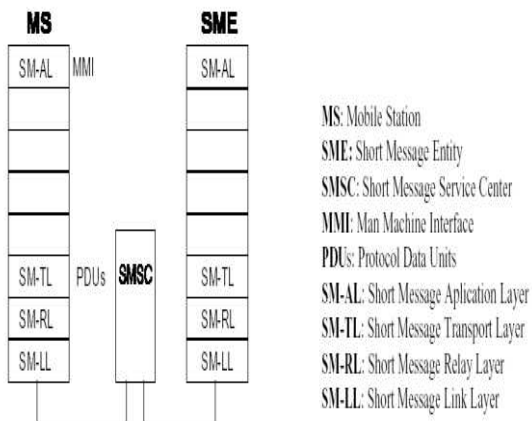 MS
SME
SM-AL MMI
SM-AL
SM-TL PDUs SMSC
SM-TL
SM-RL
SM-RL
SM-LL
SM-LL
MS: Mobile Station
SME: Short Message Entity
SMSC: Short Message Service Center
MMI: Man Machine Interface
PDUs: Protocol Data Units
SM-AL: Short Message Aplication Layer
SM-TL: Short Message Transport Layer
SM-RL: Short Message Relay Layer
SM-LL: Short Message Link Layer